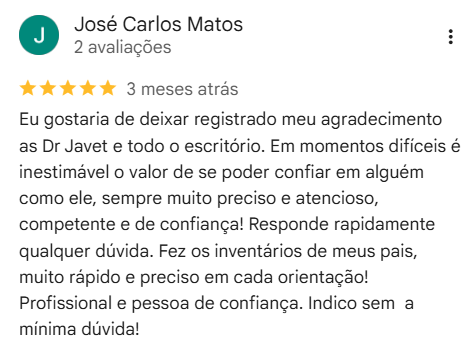 J
José Carlos Matos
2 avaliações
3 meses atrás
Eu gostaria de deixar registrado meu agradecimento
as Dr Javet e todo o escritório. Em momentos difíceis é
inestimável o valor de se poder confiar em alguém
como ele, sempre muito preciso e atencioso,
competente e de confiança! Responde rapidamente
qualquer dúvida. Fez os inventários de meus pais,
muito rápido e preciso em cada orientação!
Profissional e pessoa de confiança. Indico sem  a
mínima dúvida!